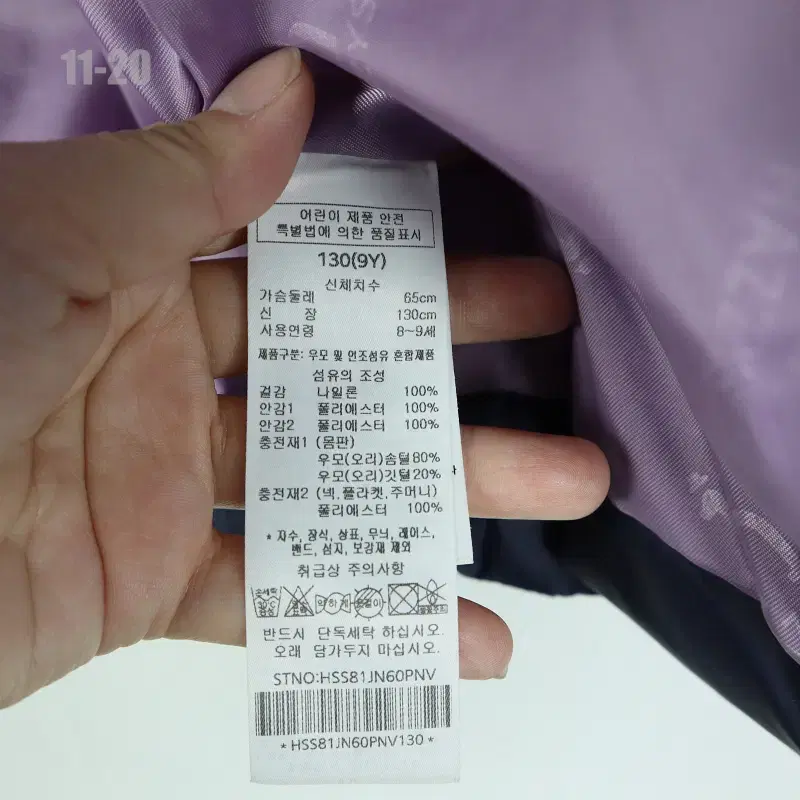 11-20
어린이 제품 안전
특별법에 의한 품질표시
130(9Y)
신체치수
가슴둘레 65cm
신 장 130cm
사용연령 8~9세
제품구분: 우모 및 인조섬유 혼합제품
섬유의 조성
겉감 나일론 100%
안감1 폴리에스터 100%
안감2 폴리에스터 100%
충전재1 (몸판)
우모(오리)솜털80%
우모(오리)깃털20%
충전재2 (넥,플라켓,주머니)
폴리에스터 100%
* 자수, 장식, 상표, 무늬, 레이스,
밴드, 심지, 보강재 제외
취급상 주의사항
약하게
반드시 단독세탁 하십시오.
오래 담가두지 마십시오.
STNO:HSS81JN60PNV
*HSS81JN60PNV130*